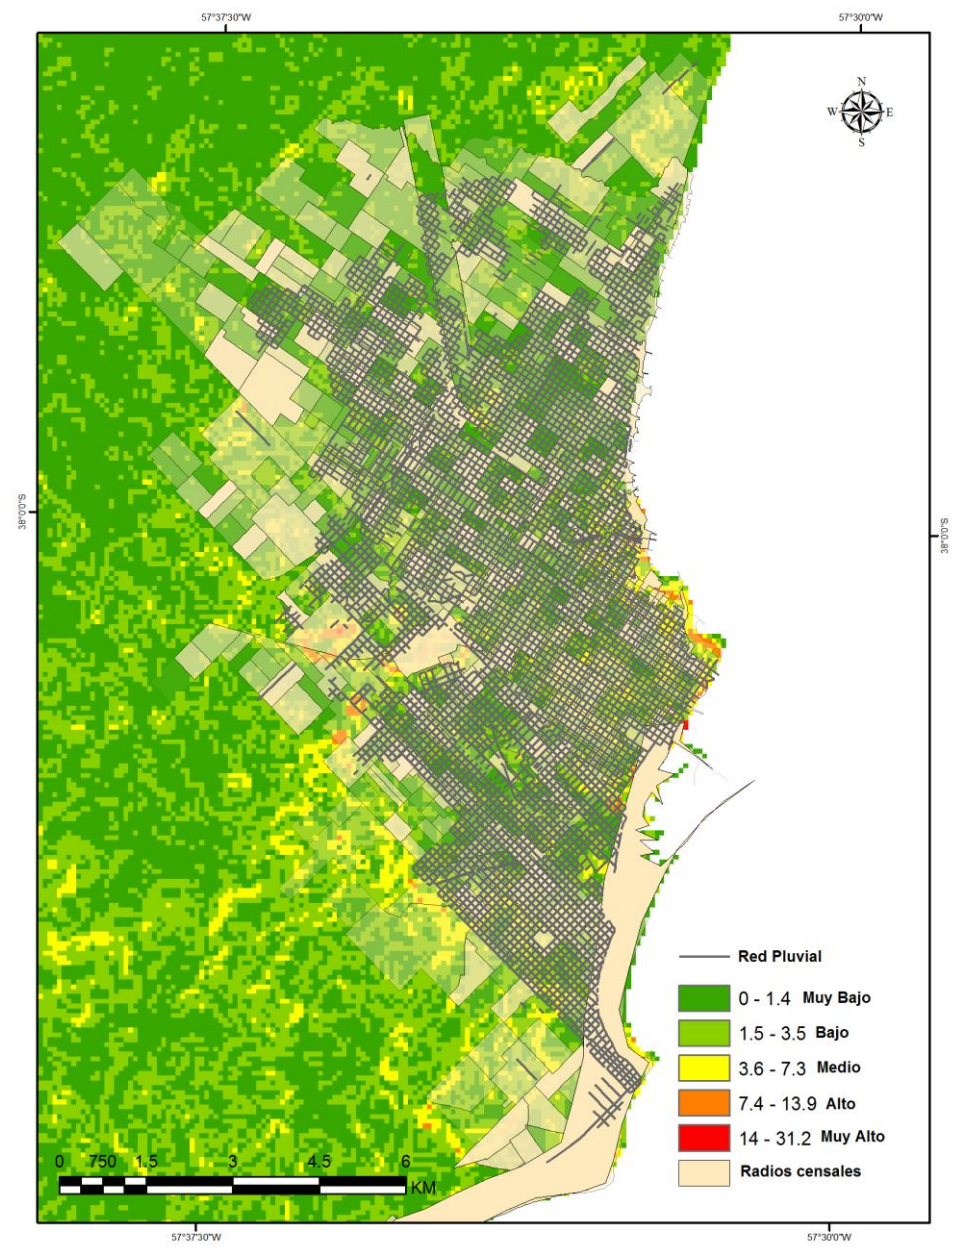 57°37'30"W 57°30'0"W
N
W E
S
38°0'0"S
38°0'0"S
Red Pluvial
0 - 1.4 Muy Bajo
1.5 - 3.5 Bajo
3.6 - 7.3 Medio
7.4 - 13.9 Alto
14 - 31.2 Muy Alto
Radios censales
0 750 1.5 3 4.5 6
KM
57°37'30"W 57°30'0"W